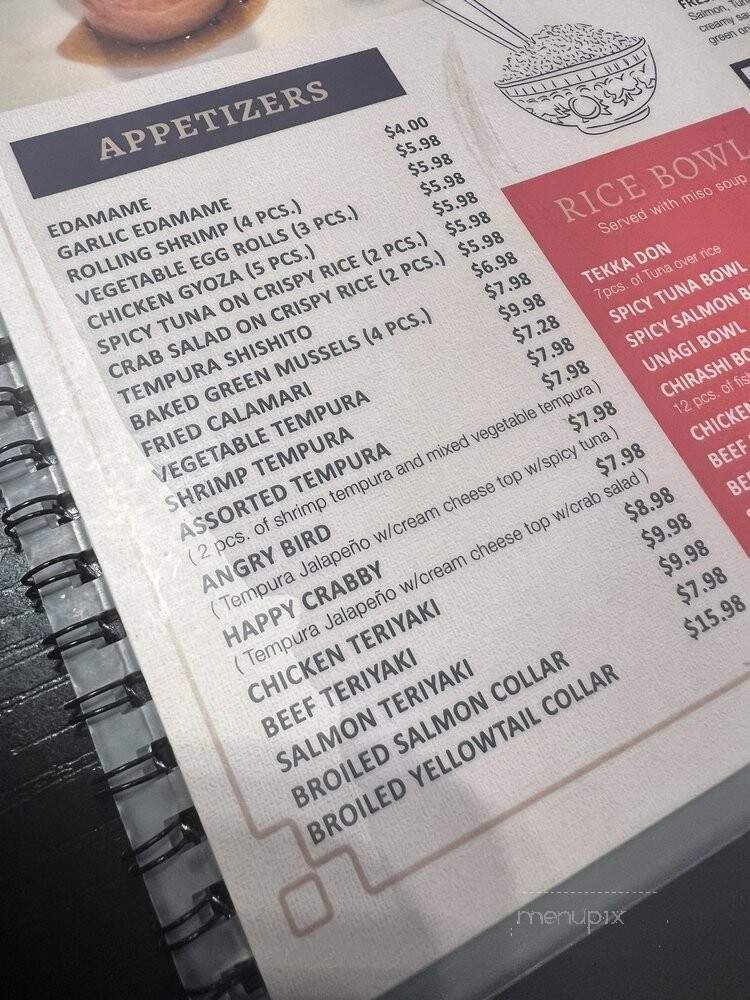 APPETIZERS
EDAMAME $4.00
GARLIC EDAMAME $5.98
ROLLING SHRIMP (4 PCS.) $5.98
VEGETABLE EGG ROLLS (3 PCS.) $5.98
CHICKEN GYOZA (5 PCS.) $5.98
SPICY TUNA ON CRISPY RICE (2 PCS.) $5.98
CRAB SALAD ON CRISPY RICE (2 PCS.) $5.98
TEMPURA SHISHITO $6.98
BAKED GREEN MUSSELS (4 PCS.) $7.98
FRIED CALAMARI $9.98
VEGETABLE TEMPURA $7.28
SHRIMP TEMPURA $7.98
ASSORTED TEMPURA $7.98
( 2 pcs. of shrimp tempura and mixed vegetable tempura )
ANGRY BIRD $7.98
( Tempura Jalapeño w/cream cheese top w/spicy tuna )
HAPPY CRABBY $7.98
( Tempura Jalapeño w/cream cheese top w/crab salad )
CHICKEN TERIYAKI $8.98
BEEF TERIYAKI $9.98
SALMON TERIYAKI $9.98
BROILED SALMON COLLAR $7.98
BROILED YELLOWTAIL COLLAR $15.98
Salmon,
creamy
green
RICE BOWL
Served with miso soup
TEKKA DON
7pcs. of Tuna over rice
SPICY TUNA BOWL
SPICY SALMON
UNAGI BOWL
CHIRASHI
12 pcs. of
CHICKEN
BEEF
menupix